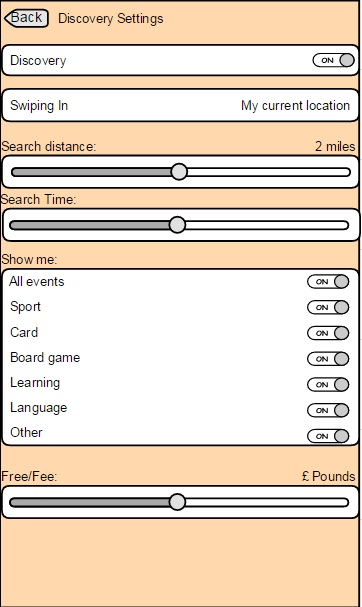 Back Discovery Settings
Discovery ON
Swiping In My current location
Search distance: 2 miles
Search Time:
Show me:
All events ON
Sport ON
Card ON
Board game ON
Learning ON
Language ON
Other ON
Free/Fee: £ Pounds